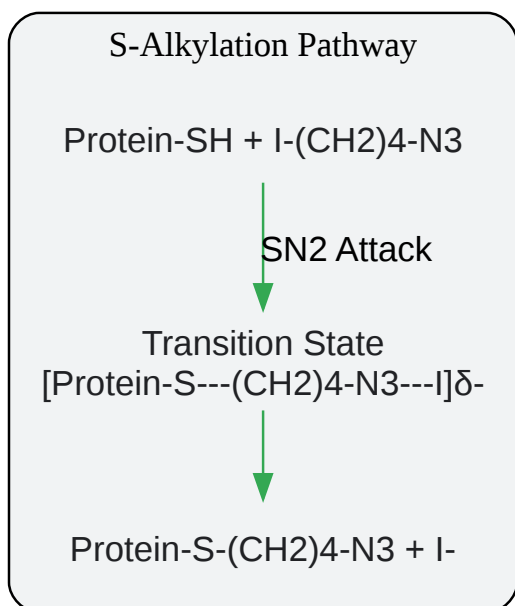 S-Alkylation Pathway
Protein-SH + I-(CH2)4-N3
SN2 Attack
Transition State
[Protein-S---(CH2)4-N3---I]δ-
Protein-S-(CH2)4-N3 + I-